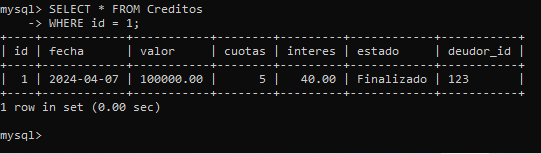 mysql> SELECT * FROM Creditos
    -> WHERE id = 1;
+----+------------+-----------+--------+---------+------------+-----------+
| id | fecha      | valor     | cuotas | interes | estado     | deudor_id |
+----+------------+-----------+--------+---------+------------+-----------+
|  1 | 2024-04-07 | 100000.00 |      5 |   40.00 | Finalizado | 123       |
+----+------------+-----------+--------+---------+------------+-----------+
1 row in set (0.00 sec)

mysql>